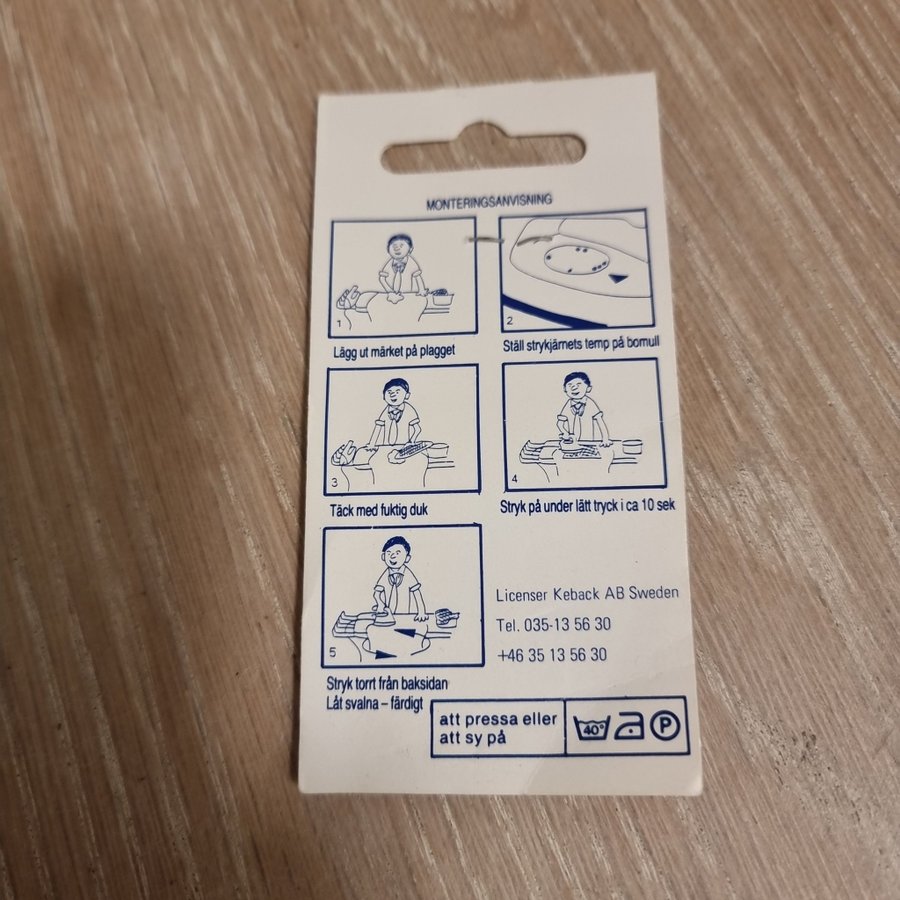 MONTERINGSANVISNING
1
Lägg ut märket på plagget
2
Ställ strykjärnets temp på bomull
3
Täck med fuktig duk
4
Stryk på under lätt tryck i ca 10 sek
5
Stryk torrt från baksidan
Låt svalna – färdigt
Licenser Keback AB Sweden
Tel. 035-13 56 30
+46 35 13 56 30
att pressa eller
att sy på
40°
P